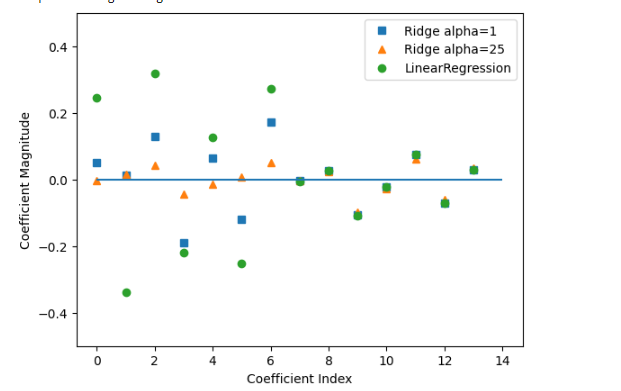 0.4
0.2
0.0
−0.2
−0.4
Coefficient Magnitude
Ridge alpha=1
Ridge alpha=25
LinearRegression
0 2 4 6 8 10 12 14
Coefficient Index